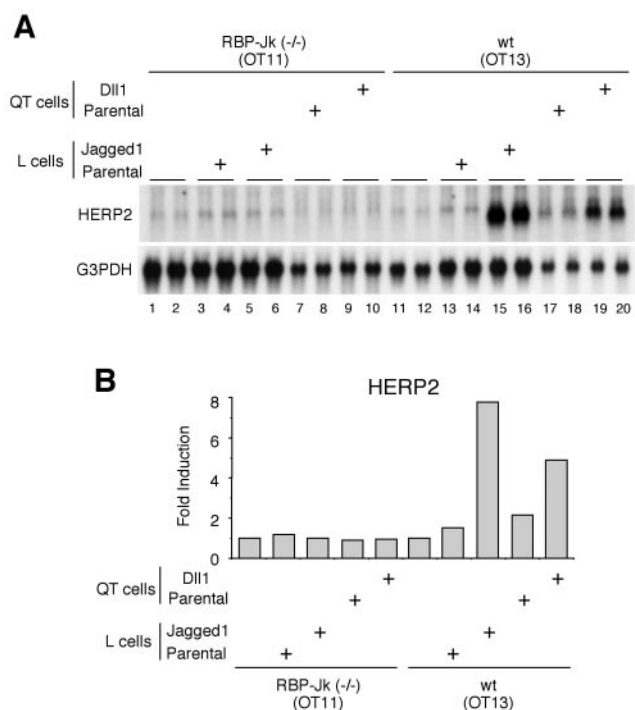 A
RBP-Jk (-/-)
(OT11)
wt
(OT13)
QT cells
Dll1
Parental
+ +
+ +
L cells
Jagged1
Parental
+ +
+ +
HERP2
G3PDH
1 2 3 4 5 6 7 8 9 10 11 12 13 14 15 16 17 18 19 20
B
HERP2
Fold Induction
8
6
4
2
0
QT cells
Dll1
Parental
+ +
+ +
L cells
Jagged1
Parental
+ +
+ +
RBP-Jk (-/-)
(OT11)
wt
(OT13)